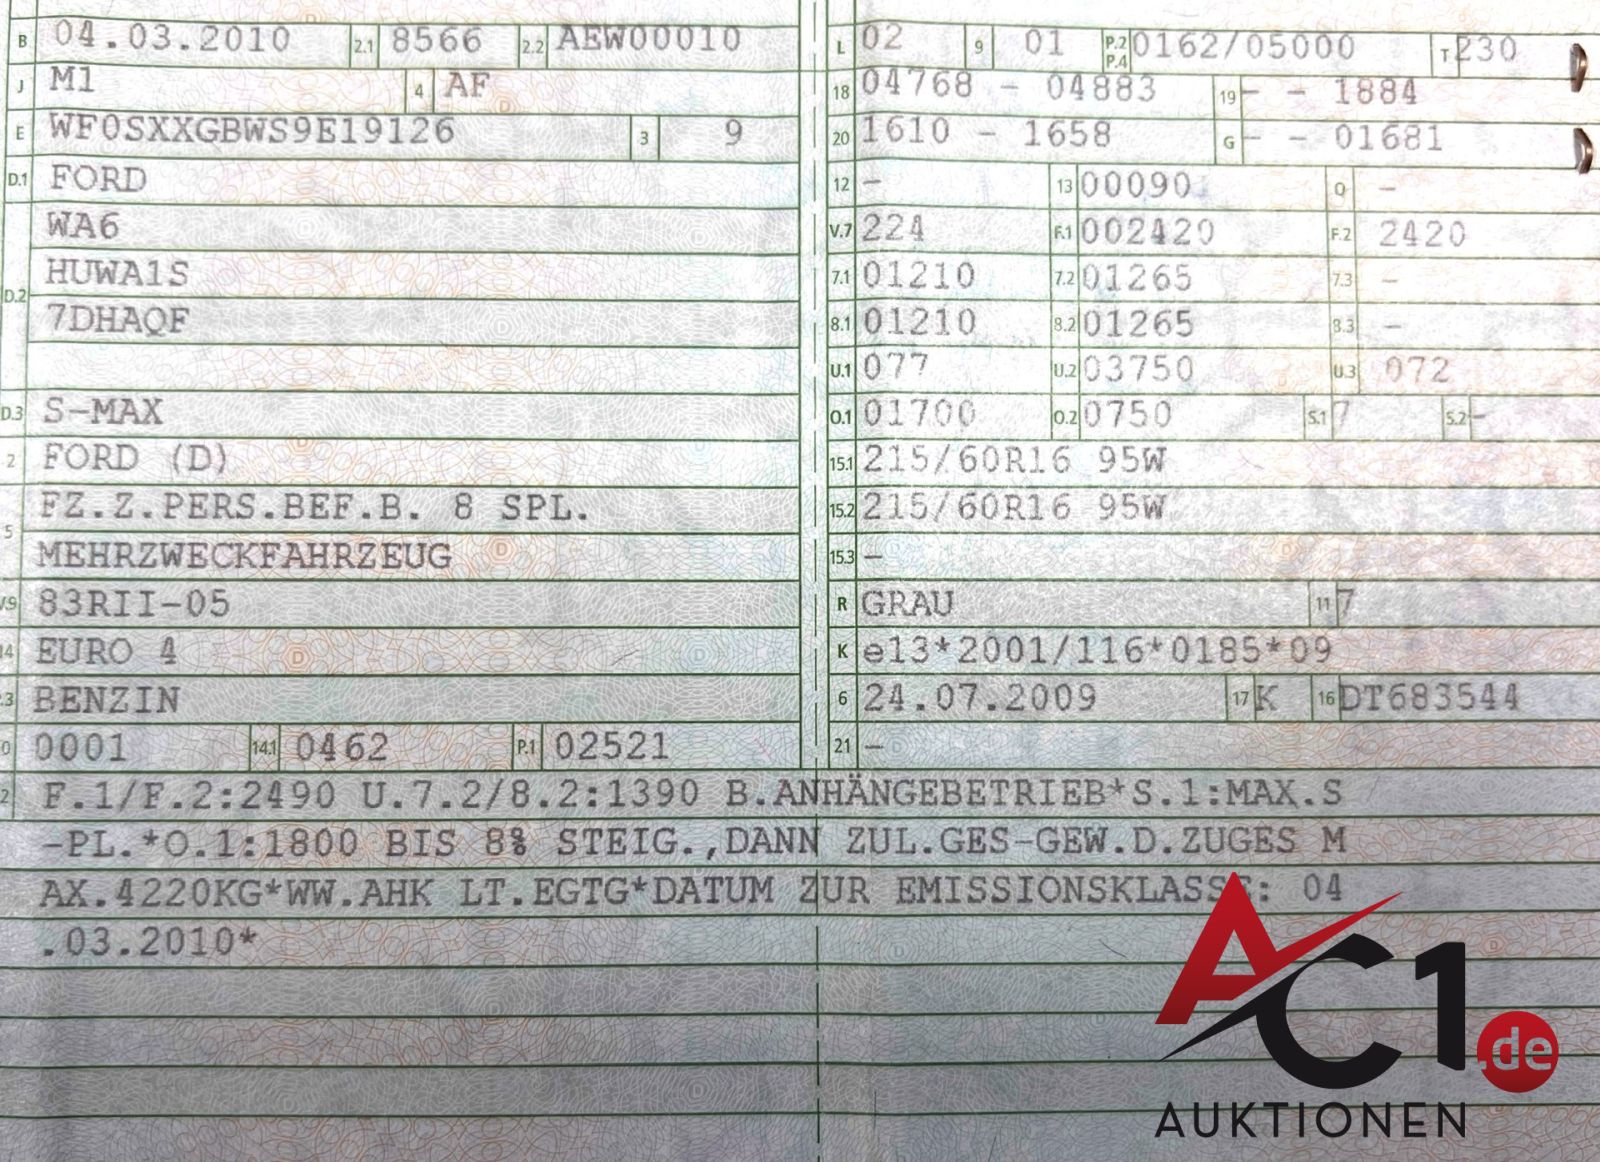 B 04.03.2010 2.1 8566 2.2 AEW00010
J M1 4 AF
E WF0SXXGBWS9E19126 3 9
D.1 FORD
WA6
D.2 HUWA1S
7DHAQF
D.3 S-MAX
2 FORD (D)
FZ.Z.PERS.BEF.B. 8 SPL.
5 MEHRZWECKFAHRZEUG
V.9 83RII-05
14 EURO 4
P.3 BENZIN
10 0001 14.1 0462 P.1 02521
L 02 9 01 P.2 P.4 0162/05000 T 230
18 04768 - 04883 19 - - 1884
20 1610 - 1658 G - - 01681
12 - 13 00090 Q -
V.7 224 F.1 002420 F.2 2420
7.1 01210 7.2 01265 7.3 -
8.1 01210 8.2 01265 8.3 -
U.1 077 U.2 03750 U.3 072
O.1 01700 O.2 0750 S.1 7 S.2 -
15.1 215/60R16 95W
15.2 215/60R16 95W
15.3 -
R GRAU 11 7
K e13*2001/116*0185*09
6 24.07.2009 17 K 16 DT683544
21 -
22 F.1/F.2:2490 U.7.2/8.2:1390 B.ANHÄNGEBETRIEB*S.1:MAX.S
-PL.*O.1:1800 BIS 8% STEIG.,DANN ZUL.GES-GEW.D.ZUGES M
AX.4220KG*WW.AHK LT.EGTG*DATUM ZUR EMISSIONSKLASSE: 04
.03.2010*
AC1.de
AUKTIONEN